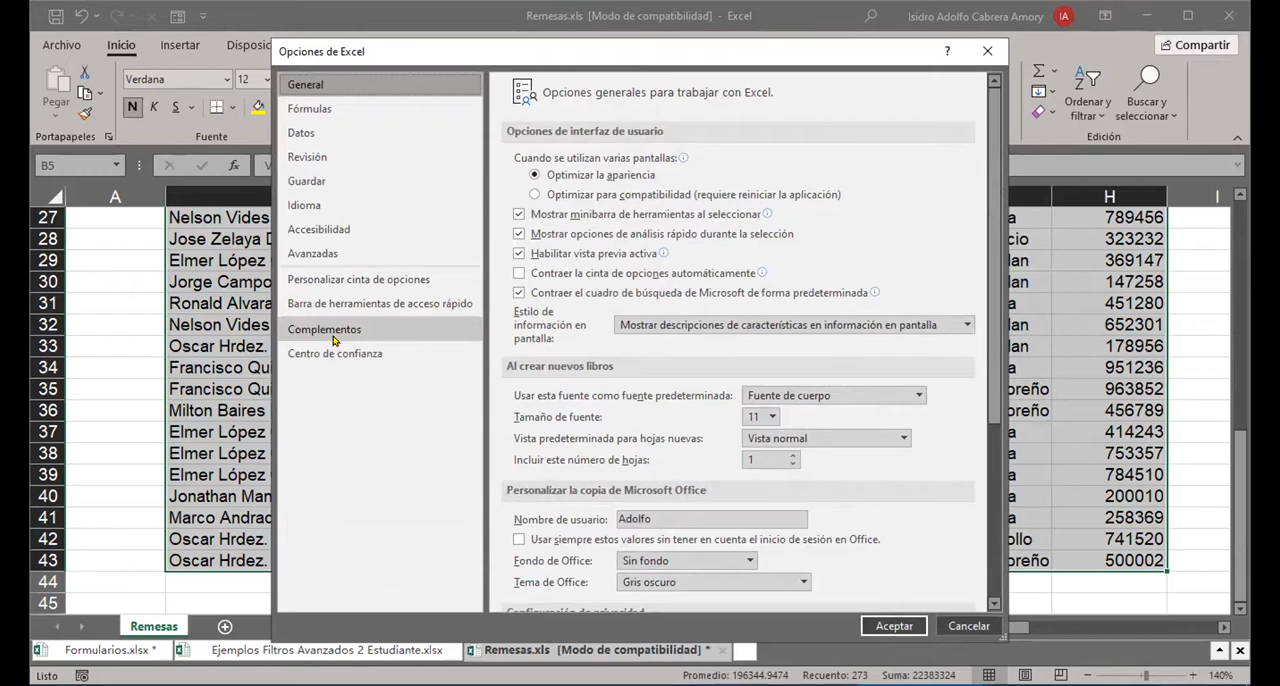 Remesas.xls [Modo de compatibilidad] - Excel
Isidro Adolfo Cabrera Amory
IA
Archivo
Inicio
Insertar
Compartir
Opciones de Excel
?
Pegar
Portapapeles
Verdana
12
N K S
Fuente
Ordenar y filtrar
Buscar y seleccionar
Edición
B5
fx
General
Fórmulas
Datos
Revisión
Guardar
Idioma
Accesibilidad
Avanzadas
Personalizar cinta de opciones
Barra de herramientas de acceso rápido
Complementos
Centro de confianza
Opciones generales para trabajar con Excel.
Opciones de interfaz de usuario
Cuando se utilizan varias pantallas:
Optimizar la apariencia
Optimizar para compatibilidad (requiere reiniciar la aplicación)
Mostrar minibarra de herramientas al seleccionar
Mostrar opciones de análisis rápido durante la selección
Habilitar vista previa activa
Contraer la cinta de opciones automáticamente
Contraer el cuadro de búsqueda de Microsoft de forma predeterminada
Estilo de
información en
pantalla:
Mostrar descripciones de características en información en pantalla
Al crear nuevos libros
Usar esta fuente como fuente predeterminada: Fuente de cuerpo
Tamaño de fuente: 11
Vista predeterminada para hojas nuevas: Vista normal
Incluir este número de hojas: 1
Personalizar la copia de Microsoft Office
Nombre de usuario: Adolfo
Usar siempre estos valores sin tener en cuenta el inicio de sesión en Office.
Fondo de Office: Sin fondo
Tema de Office: Gris oscuro
Aceptar
Cancelar
A H I
27 Nelson Vides 789456
28 Jose Zelaya 323232
29 Elmer López 369147
30 Jorge Campo 147258
31 Ronald Alvara 451280
32 Nelson Vides 652301
33 Oscar Hrdez. 178956
34 Francisco Qui 951236
35 Francisco Qui 963852
36 Milton Baires 456789
37 Elmer López 414243
38 Elmer López 753357
39 Elmer López 784510
40 Jonathan Man 200010
41 Marco Andrad 258369
42 Oscar Hrdez. 741520
43 Oscar Hrdez. 500002
44
45
Remesas
Formularios.xlsx *
Ejemplos Filtros Avanzados 2 Estudiante.xlsx
Remesas.xls [Modo de compatibilidad] *
Listo
Promedio: 196344.9474 Recuento: 273 Suma: 22383324
140%